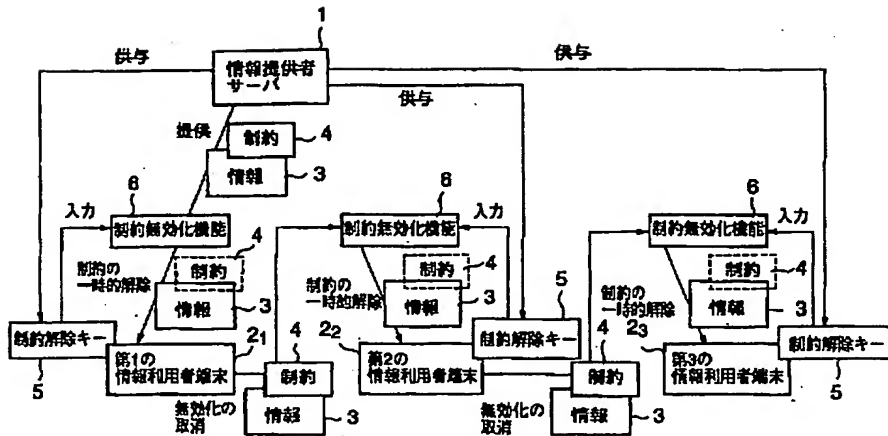 1
供与
情報提供者
サーバ
供与
供与
提供
制約
4
情報
3
6
入力
制約無効化機能
4
制約の
一時的解除
制約
情報
3
制約解除キー
5
第1の
情報利用者端末
21
4
制約
無効化の
取消
情報
3
6
入力
制約無効化機能
制約
4
制約の
一時的解除
情報
3
5
22
第2の
情報利用者端末
制約解除キー
4
制約
無効化の
取消
情報
3
6
入力
制約無効化機能
制約
4
制約の
一時的解除
情報
3
23
第3の
情報利用者端末
制約解除キー
5